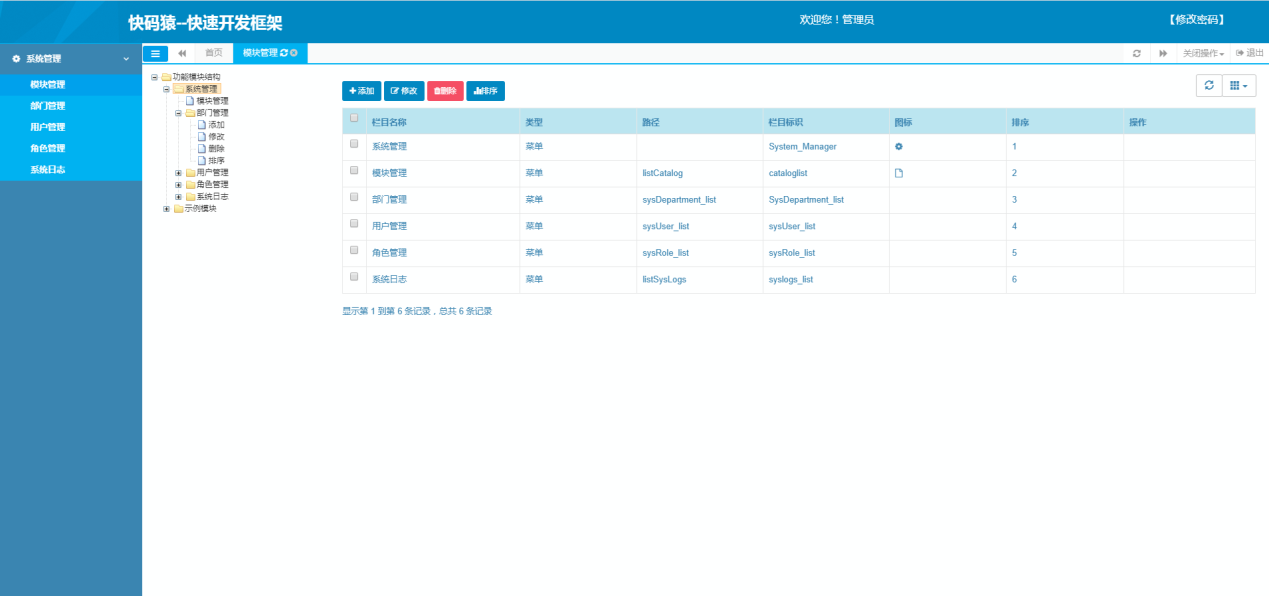 快码猿--快速开发框架 欢迎您！管理员 【修改密码】
系统管理
模块管理
部门管理
用户管理
角色管理
系统日志
首页 模块管理 关闭操作 退出
功能模块结构
系统管理
模块管理
部门管理
添加
修改
删除
排序
用户管理
角色管理
系统日志
示例模块
添加 修改 删除 排序
栏目名称 类型 路径 栏目标识 图标 排序 操作
系统管理 菜单 System_Manager 1
模块管理 菜单 listCatalog cataloglist 2
部门管理 菜单 sysDepartment_list SysDepartment_list 3
用户管理 菜单 sysUser_list sysUser_list 4
角色管理 菜单 sysRole_list sysRole_list 5
系统日志 菜单 listSysLogs syslogs_list 6
显示第 1 到第 6 条记录，总共 6 条记录